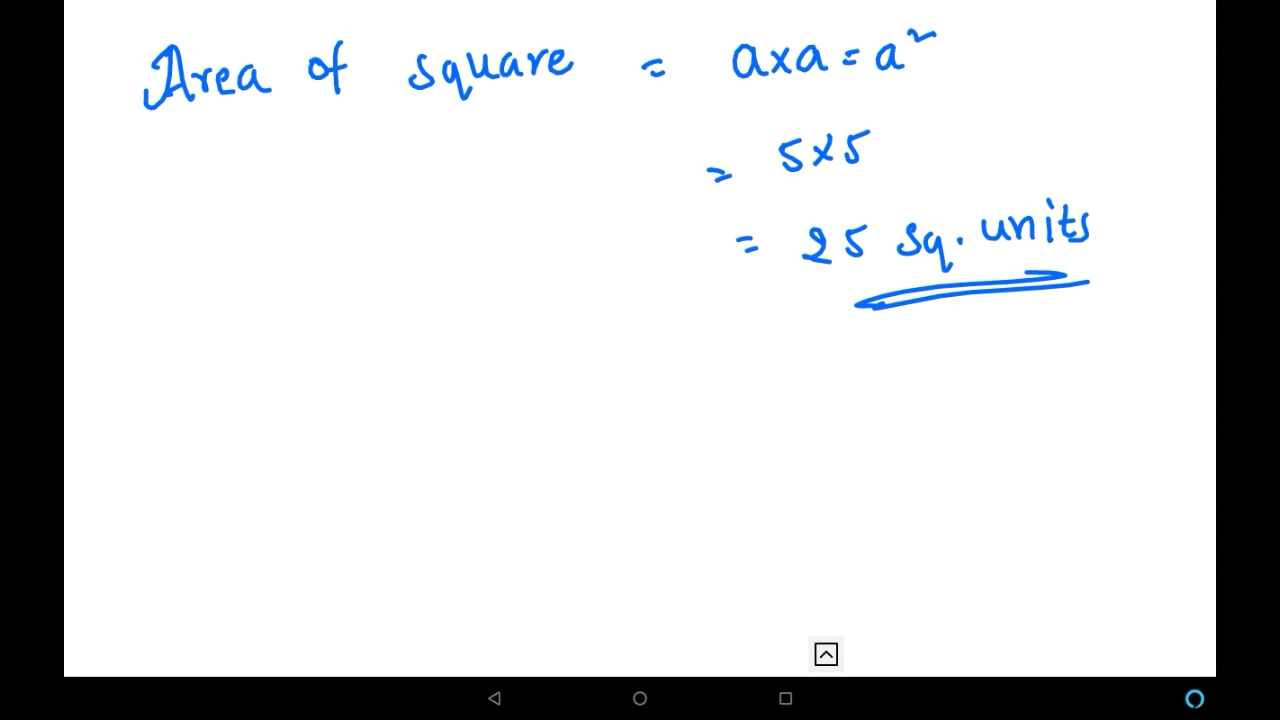 Area of square = a×a = a²
= 5×5
= 25 sq. units